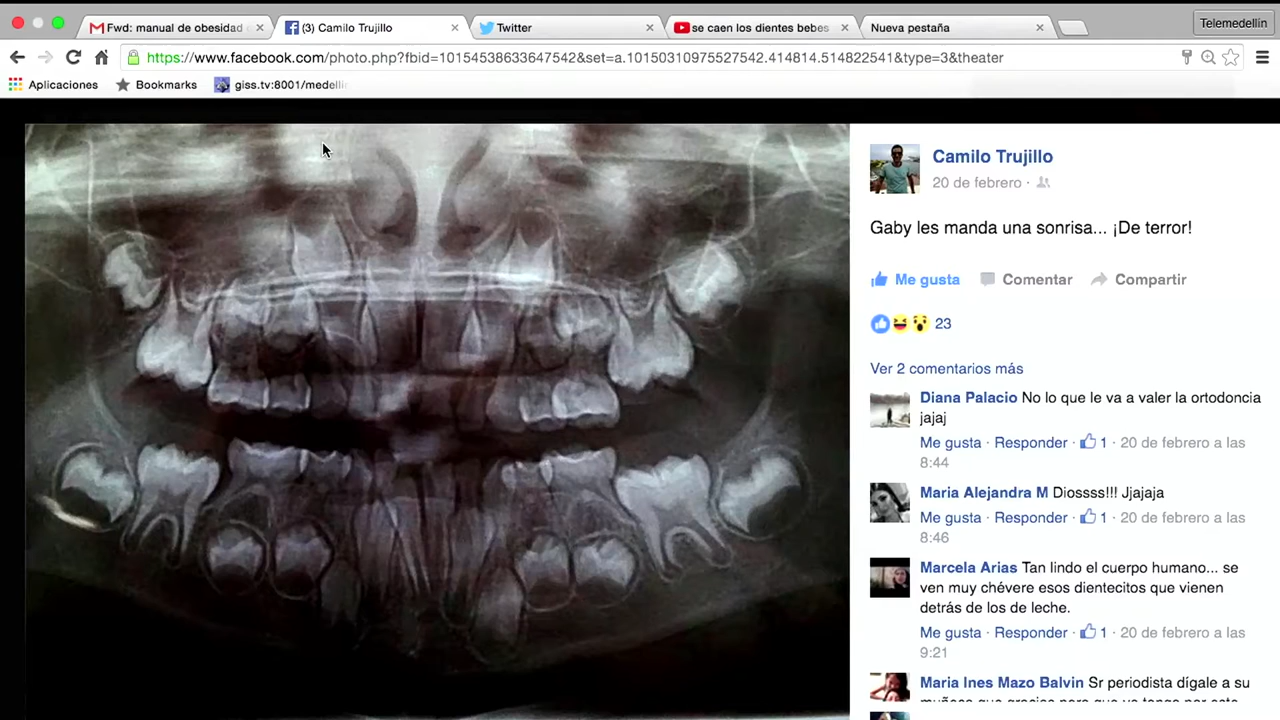 Fwd: manual de obesidad
(3) Camilo Trujillo
Twitter
se caen los dientes bebes
Nueva pestaña
Telemedellín
https://www.facebook.com/photo.php?fbid=10154538633647542&set=a.10150310975527542.414814.514822541&type=3&theater
Aplicaciones
Bookmarks
giss.tv:8001/medelli
Camilo Trujillo
20 de febrero ·
Gaby les manda una sonrisa... ¡De terror!
Me gusta
Comentar
Compartir
23
Ver 2 comentarios más
Diana Palacio No lo que le va a valer la ortodoncia
jajaj
Me gusta · Responder · 1 · 20 de febrero a las
8:44
Maria Alejandra M Diossss!!! Jjajaja
Me gusta · Responder · 1 · 20 de febrero a las
8:46
Marcela Arias Tan lindo el cuerpo humano... se
ven muy chévere esos dientecitos que vienen
detrás de los de leche.
Me gusta · Responder · 1 · 20 de febrero a las
9:21
Maria Ines Mazo Balvin Sr periodista dígale a su